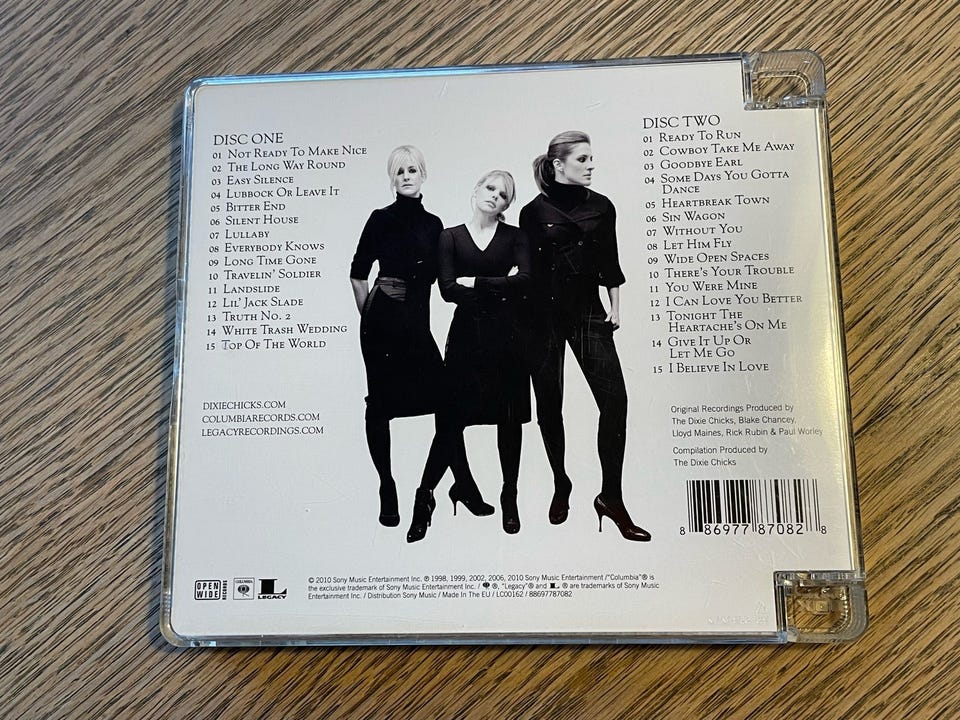 DISC ONE
01 NOT READY TO MAKE NICE
02 THE LONG WAY ROUND
03 EASY SILENCE
04 LUBBOCK OR LEAVE IT
05 BITTER END
06 SILENT HOUSE
07 LULLABY
08 EVERYBODY KNOWS
09 LONG TIME GONE
10 TRAVELIN' SOLDIER
11 LANDSLIDE
12 LIL' JACK SLADE
13 TRUTH NO. 2
14 WHITE TRASH WEDDING
15 TOP OF THE WORLD
DIXIECHICKS.COM
COLUMBIARECORDS.COM
LEGACYRECORDINGS.COM
DISC TWO
01 READY TO RUN
02 COWBOY TAKE ME AWAY
03 GOODBYE EARL
04 SOME DAYS YOU GOTTA
DANCE
05 HEARTBREAK TOWN
06 SIN WAGON
07 WITHOUT YOU
08 LET HIM FLY
09 WIDE OPEN SPACES
10 THERE'S YOUR TROUBLE
11 YOU WERE MINE
12 I CAN LOVE YOU BETTER
13 TONIGHT THE
HEARTACHE'S ON ME
14 GIVE IT UP OR
LET ME GO
15 I BELIEVE IN LOVE
Original Recordings Produced by
The Dixie Chicks, Blake Chancey,
Lloyd Maines, Rick Rubin & Paul Worley
Compilation Produced by
The Dixie Chicks
8 86977 87082 8
OPEN
WIDE
RECORDS
COLUMBIA
L
LEGACY
© 2010 Sony Music Entertainment Inc. ℗ 1998, 1999, 2002, 2006, 2010 Sony Music Entertainment /"Columbia"® is
the exclusive trademark of Sony Music Entertainment Inc. / ®, "Legacy"® and L ® are trademarks of Sony Music
Entertainment Inc. / Distribution Sony Music / Made In The EU / LC00162 / 88697787082